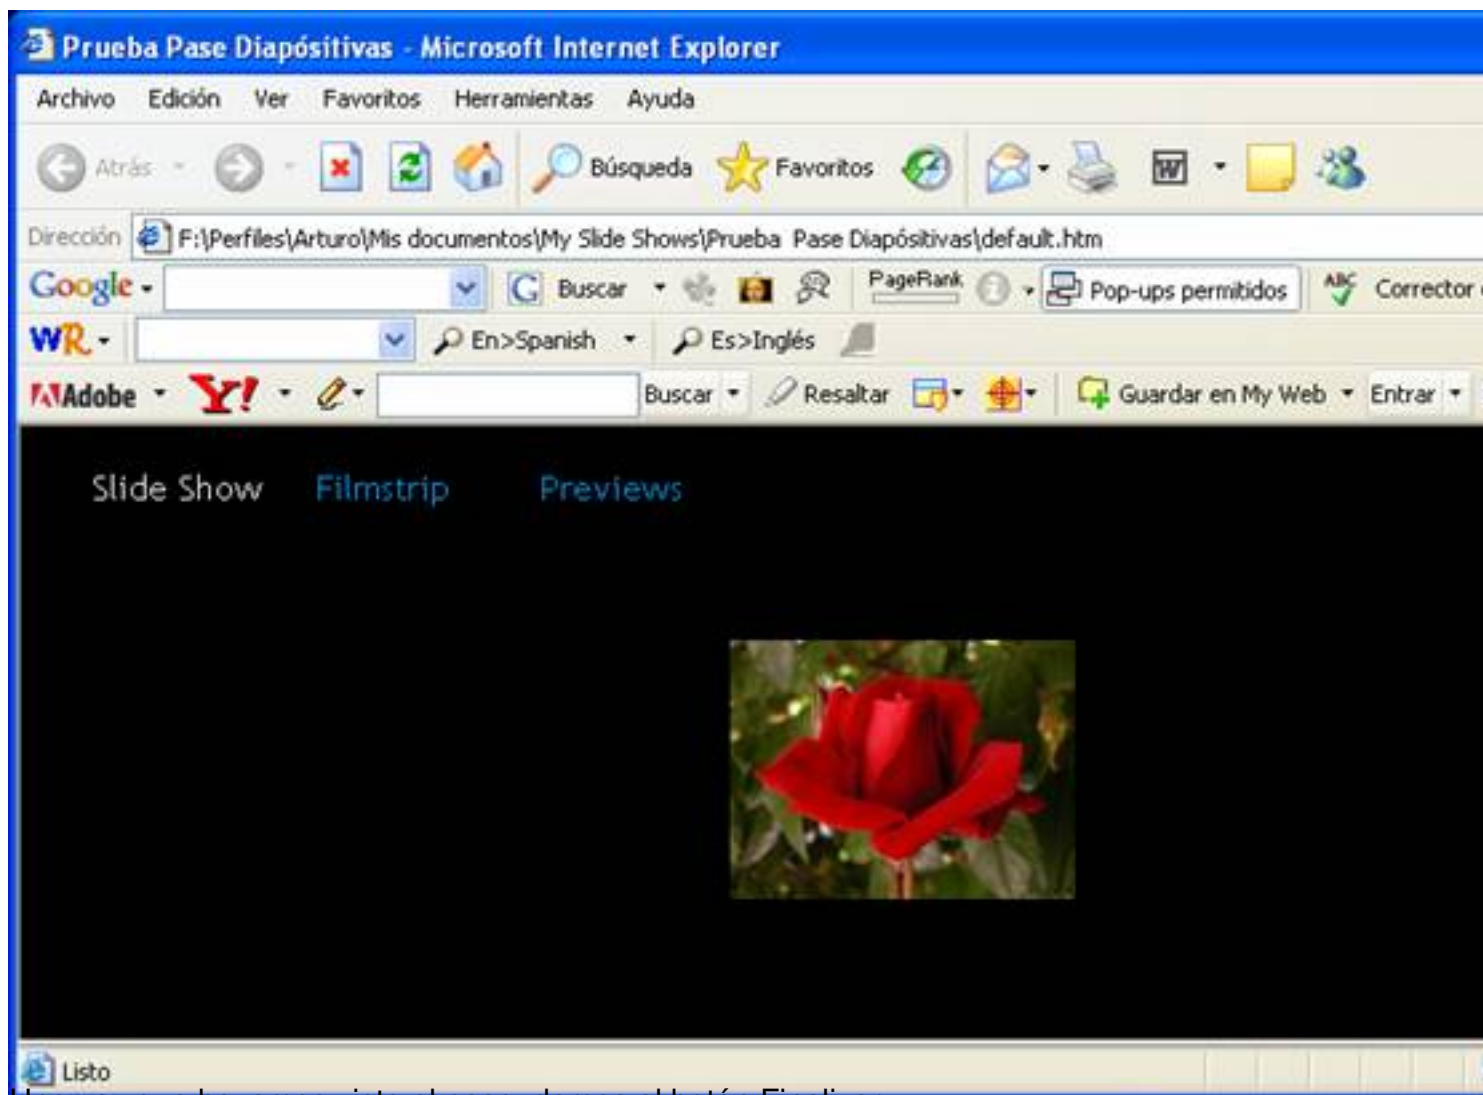 Prueba Pase Diapósitivas - Microsoft Internet Explorer
Archivo Edición Ver Favoritos Herramientas Ayuda
Atrás Búsqueda Favoritos W
Dirección F:\Perfiles\Arturo\Mis documentos\My Slide Shows\Prueba Pase Diapósitivas\default.htm
Google G Buscar PageRank Pop-ups permitidos ABC Corrector
WR En>Spanish Es>Inglés
Adobe Y! Buscar Resaltar Guardar en My Web Entrar
Slide Show Filmstrip Previews
Listo